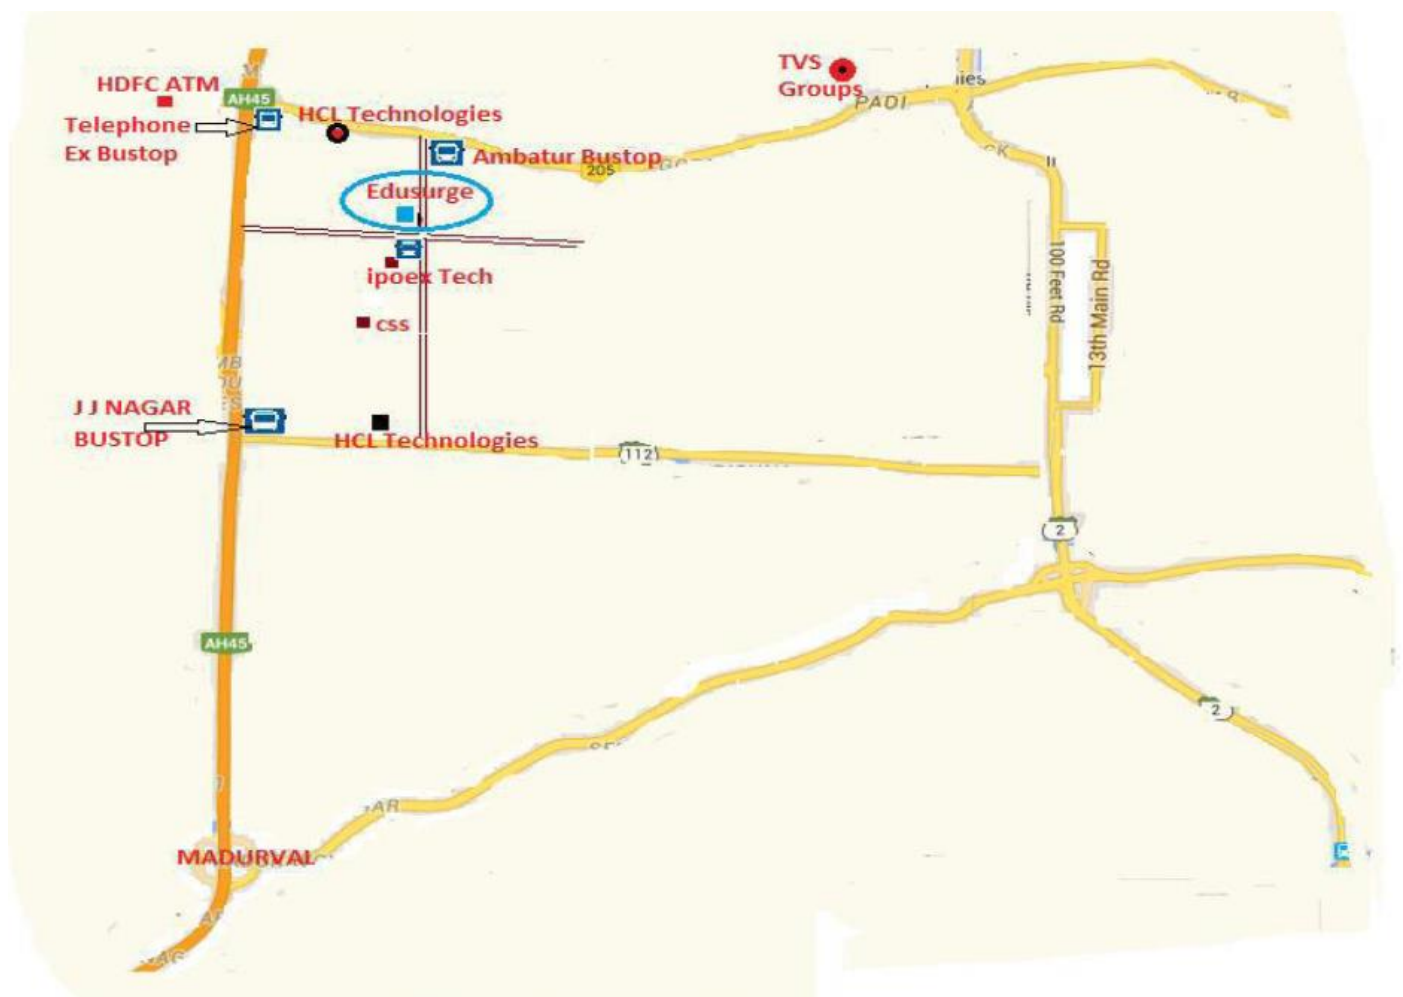 TVS
Groups
HDFC ATM
AH45
HCL Technologies
PADI
Telephone
Ex Bustop
Ambatur Bustop
205
Edusurge
ipoex Tech
100 Feet Rd
13th Main Rd
css
J J NAGAR
BUSTOP
HCL Technologies
112
2
AH45
2
MADURVAL